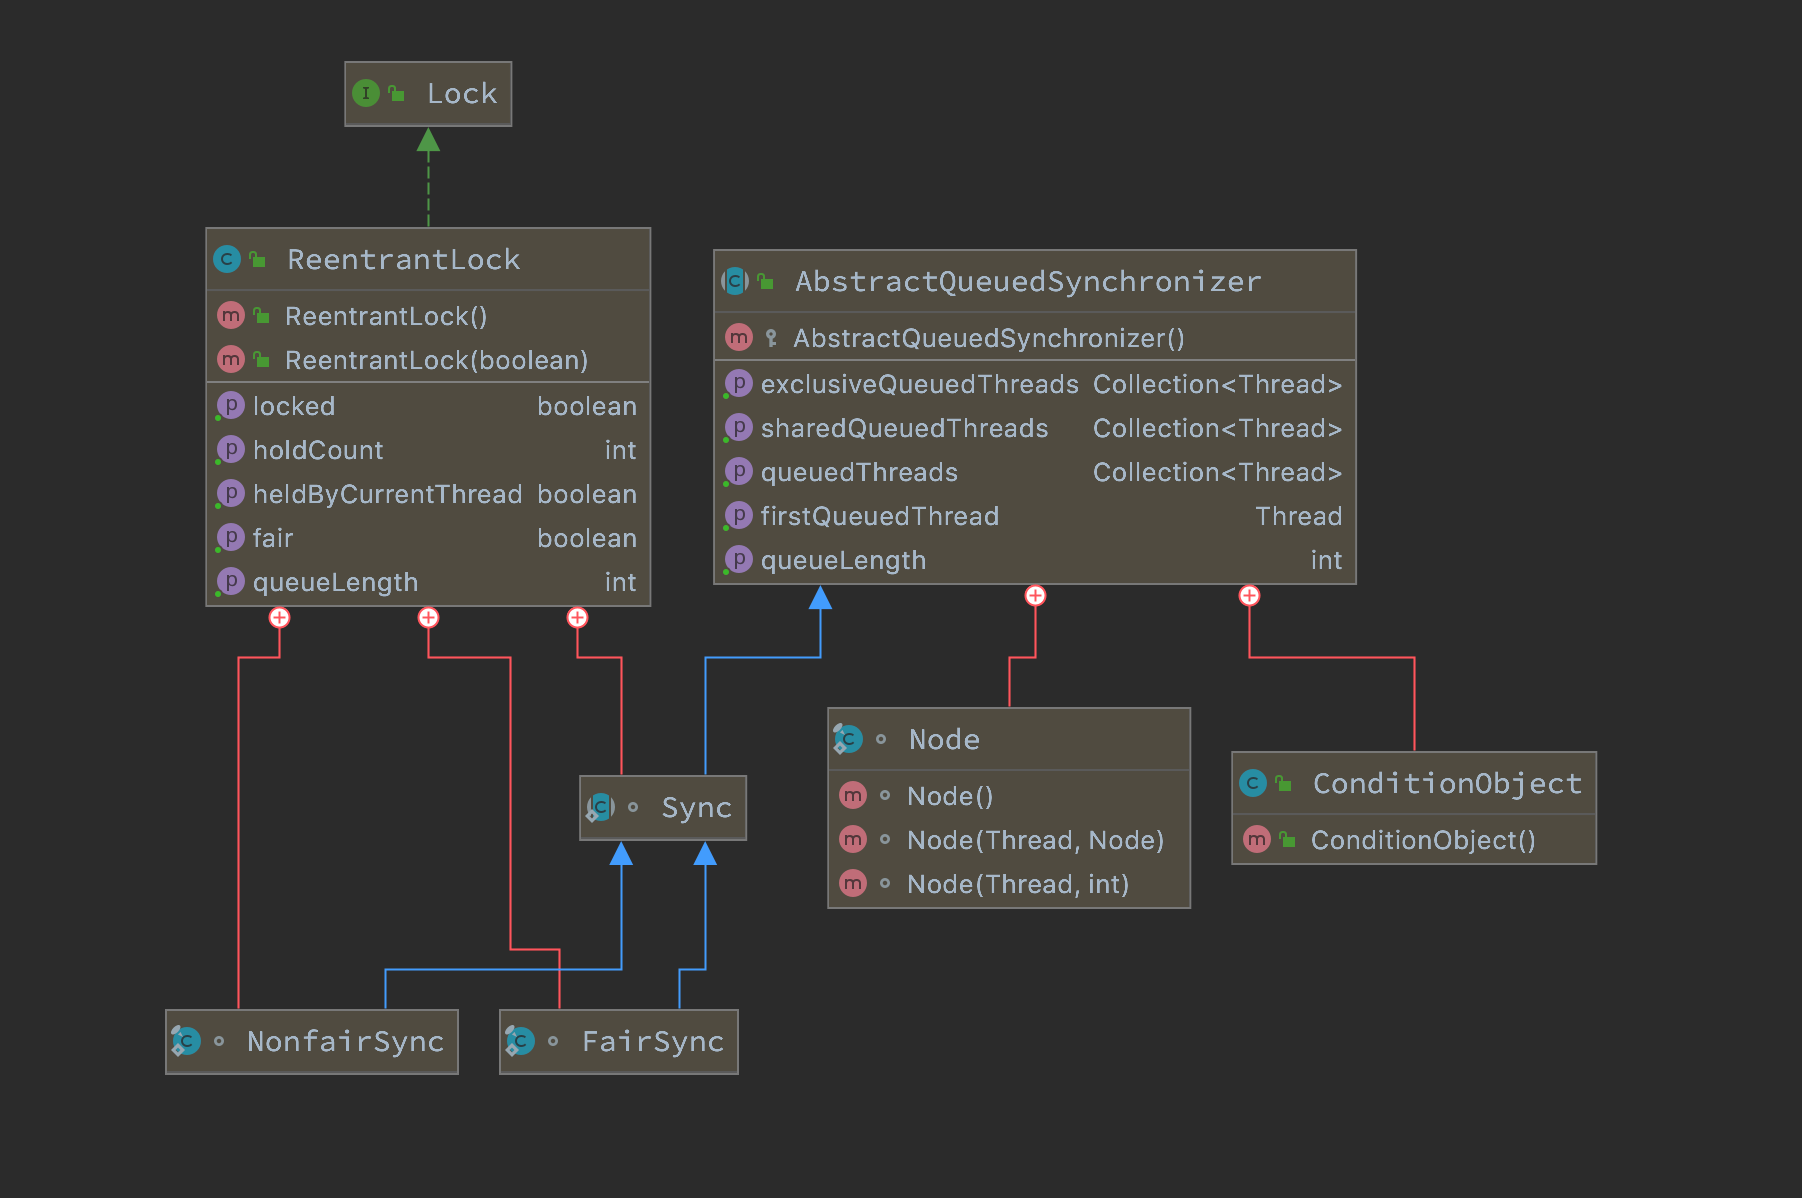 I Lock
C ReentrantLock
m ReentrantLock()
m ReentrantLock(boolean)
p locked boolean
p holdCount int
p heldByCurrentThread boolean
p fair boolean
p queueLength int
C AbstractQueuedSynchronizer
m AbstractQueuedSynchronizer()
p exclusiveQueuedThreads Collection<Thread>
p sharedQueuedThreads Collection<Thread>
p queuedThreads Collection<Thread>
p firstQueuedThread Thread
p queueLength int
C Node
m Node()
m Node(Thread, Node)
m Node(Thread, int)
C ConditionObject
m ConditionObject()
C Sync
C NonfairSync
C FairSync